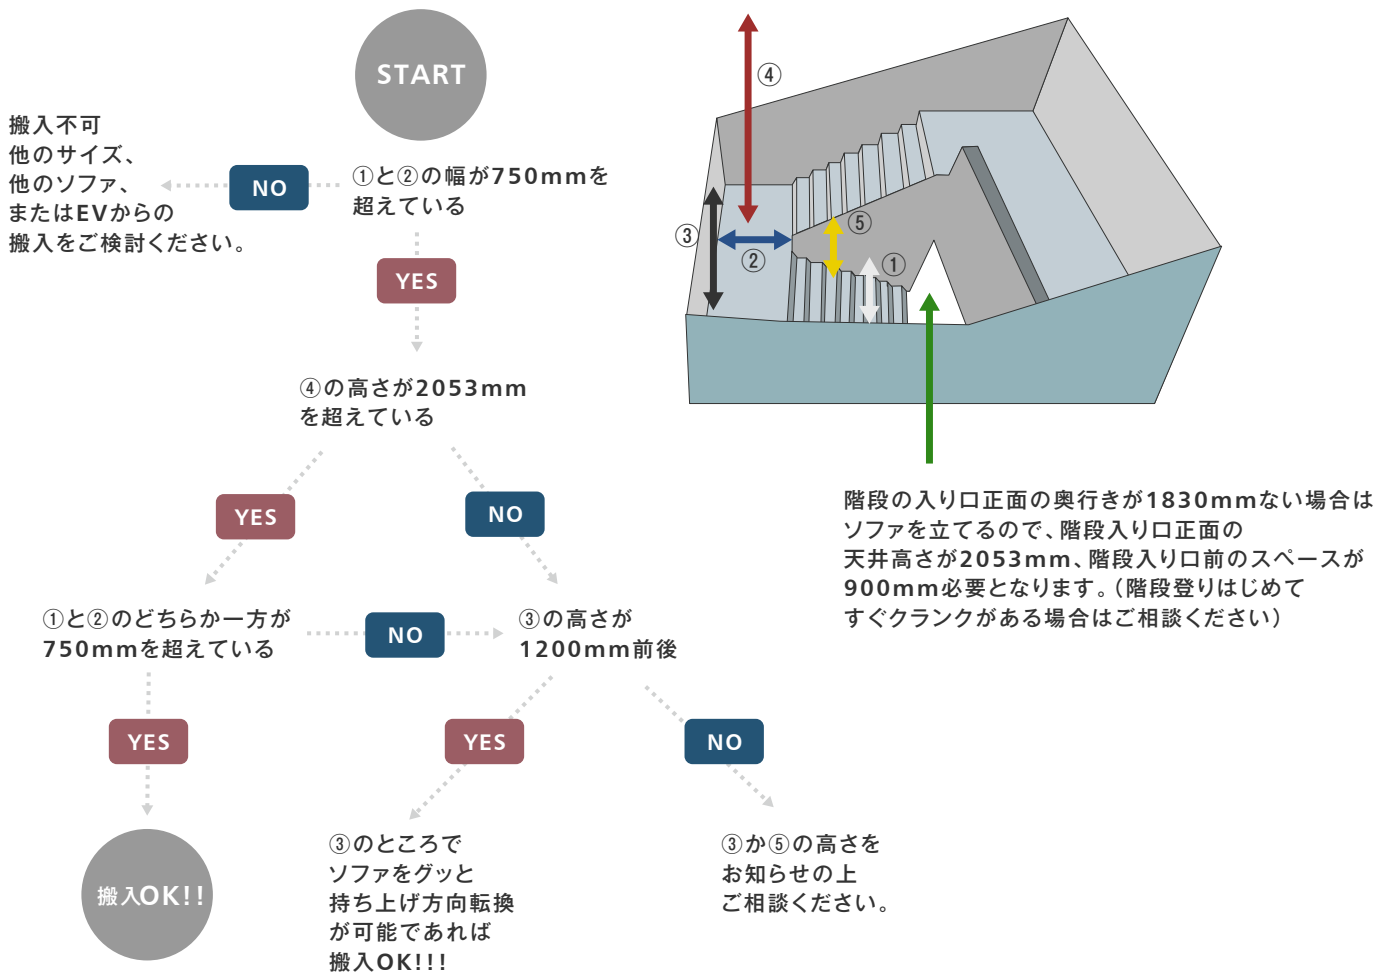 START
搬入不可
他のサイズ、
他のソファ、
またはEVからの
搬入をご検討ください。
NO
①と②の幅が750mmを
超えている
YES
④の高さが2053mm
を超えている
YES
NO
①と②のどちらか一方が
750mmを超えている
NO
③の高さが
1200mm前後
YES
YES
NO
搬入OK!!
③のところで
ソファをグッと
持ち上げ方向転換
が可能であれば
搬入OK!!!
③か⑤の高さを
お知らせの上
ご相談ください。
④
③
②
⑤
①
階段の入り口正面の奥行きが1830mmない場合は
ソファを立てるので、階段入り口正面の
天井高さが2053mm、階段入り口前のスペースが
900mm必要となります。（階段登りはじめて
すぐクランクがある場合はご相談ください）